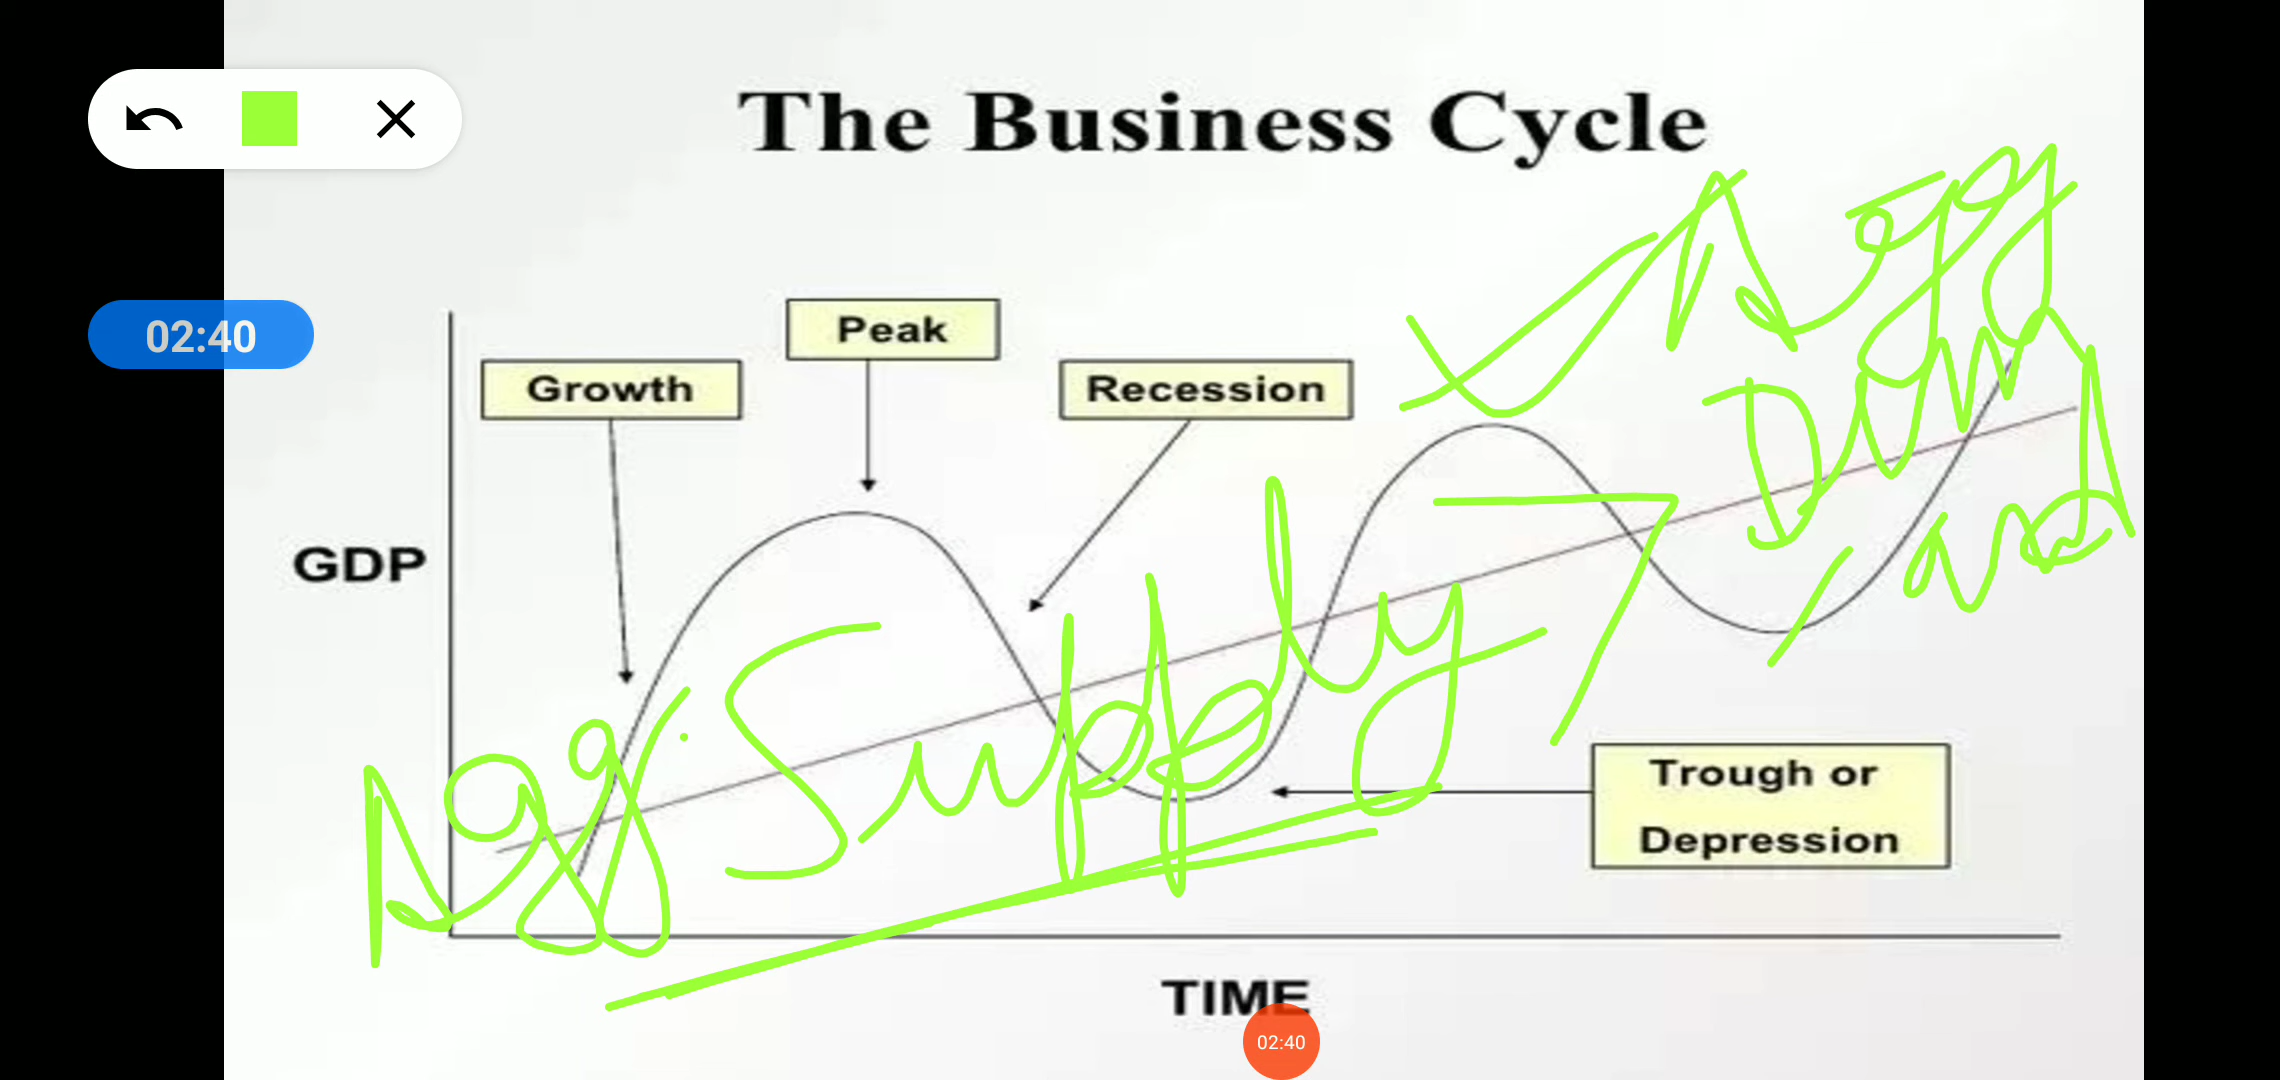 The Business Cycle
02:40
Peak
Growth
Recession
GDP
Agg. Supply >
Agg
Demand
Trough or
Depression
TIME
02:40